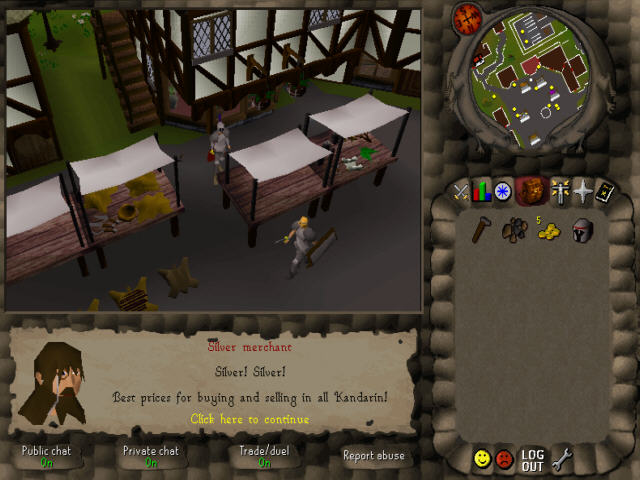 5
Silver merchant
Silver! Silver!
Best prices for buying and selling in all Kandarin!
Click here to continue
Public chat
On
Private chat
On
Trade/duel
On
Report abuse
LOG
OUT